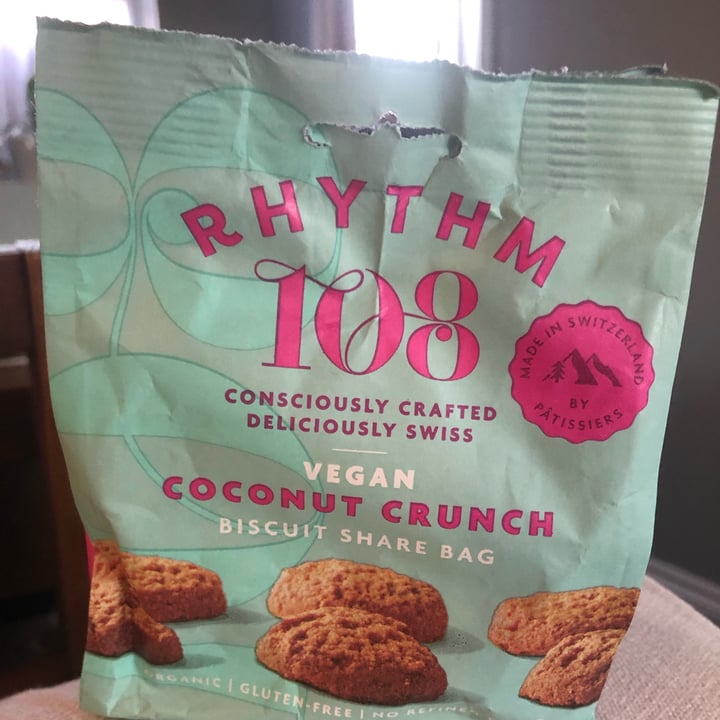 RHYTHM
108
MADE IN SWITZERLAND
BY
PÂTISSIERS
CONSCIOUSLY CRAFTED
DELICIOUSLY SWISS
VEGAN
COCONUT CRUNCH
BISCUIT SHARE BAG
ORGANIC | GLUTEN-FREE | NO